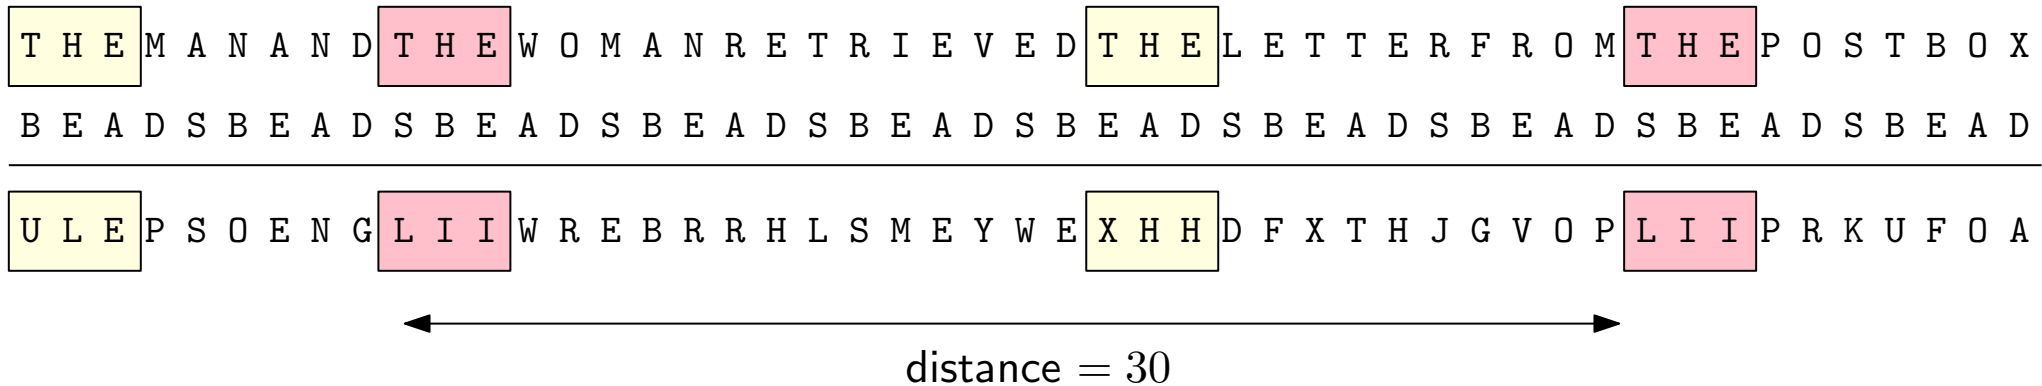 T H E M A N A N D T H E W O M A N R E T R I E V E D T H E L E T T E R F R O M T H E P O S T B O X
B E A D S B E A D S B E A D S B E A D S B E A D S B E A D S B E A D S B E A D S B E A D S B E A D
U L E P S O E N G L I I W R E B R R H L S M E Y W E X H H D F X T H J G V O P L I I P R K U F O A
distance = 30